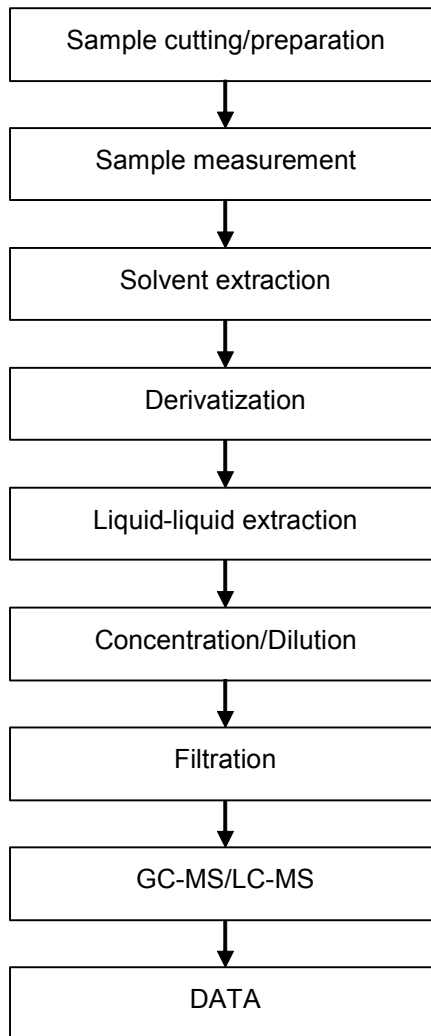 Sample cutting/preparation
Sample measurement
Solvent extraction
Derivatization
Liquid-liquid extraction
Concentration/Dilution
Filtration
GC-MS/LC-MS
DATA